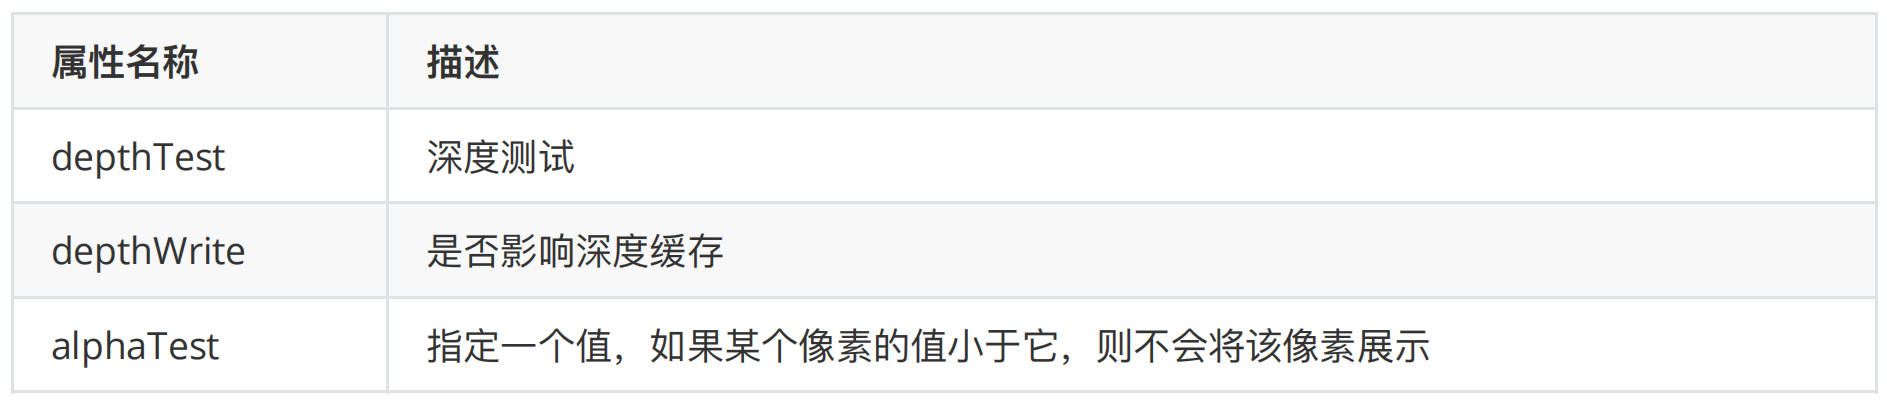 属性名称 描述
depthTest 深度测试
depthWrite 是否影响深度缓存
alphaTest 指定一个值，如果某个像素的值小于它，则不会将该像素展示